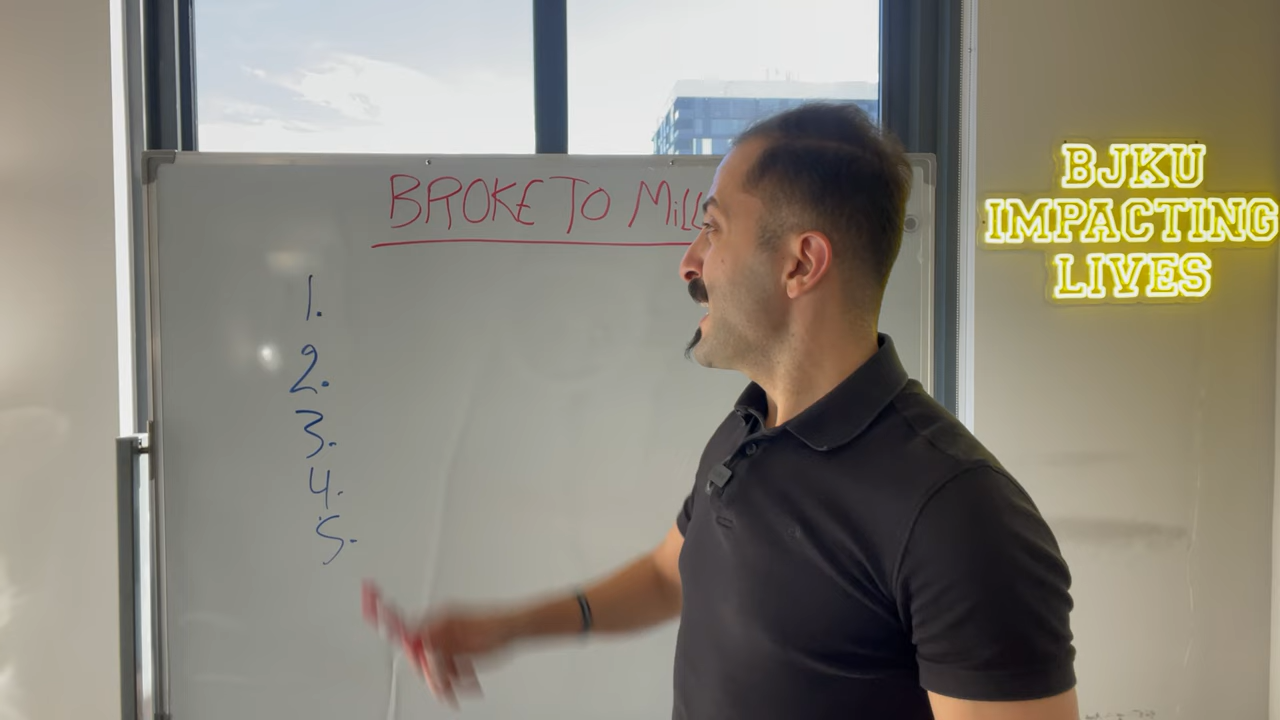 BROKE TO MILL
1.
2.
3.
4.
5.
BJKU
IMPACTING
LIVES